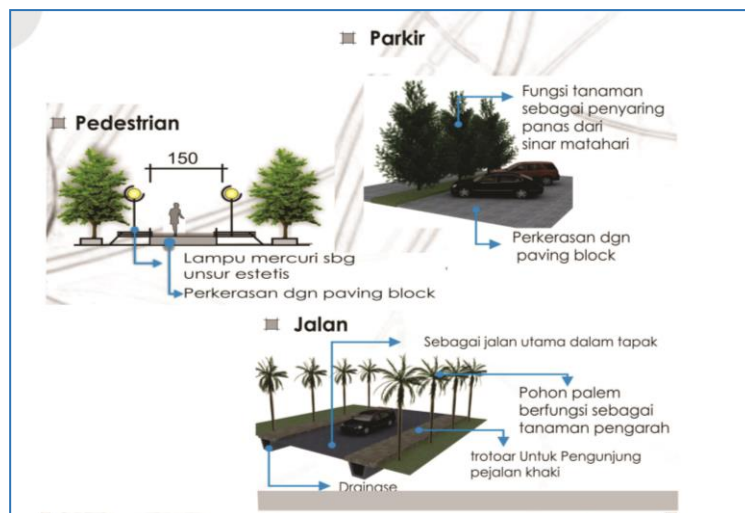 Parkir
Fungsi tanaman
sebagai penyaring
panas dari
sinar matahari
Perkerasan dgn
paving block
Pedestrian
150
Lampu mercuri sbg
unsur estetis
Perkerasan dgn paving block
Jalan
Sebagai jalan utama dalam tapak
Pohon palem
berfungsi sebagai
tanaman pengarah
trotoar Untuk Pengunjung
pejalan khaki
Drainase